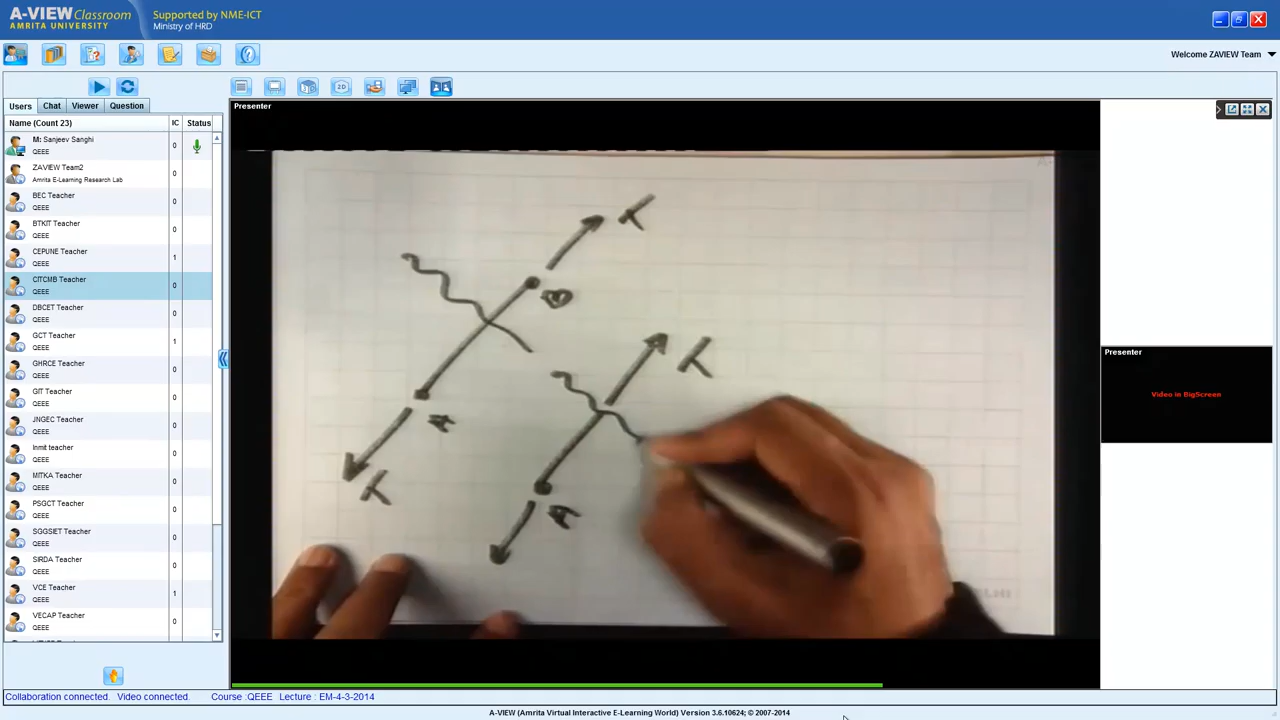 A-VIEW Classroom
AMRITA UNIVERSITY
Supported by NME-ICT
Ministry of HRD
Welcome ZAVIEW Team
2D
Users Chat Viewer Question
Name (Count 23) IC Status
M: Sanjeev Sanghi 0
QEEE
ZAVIEW Team2 0
Amrita E-Learning Research Lab
BEC Teacher 0
QEEE
BTKIT Teacher 0
QEEE
CEPUNE Teacher 1
QEEE
CITCMB Teacher 0
QEEE
DBCET Teacher 0
QEEE
GCT Teacher 1
QEEE
GHRCE Teacher 0
QEEE
GIT Teacher 0
QEEE
JNGEC Teacher 0
QEEE
Inmit teacher 0
QEEE
MITKA Teacher 0
QEEE
PSGCT Teacher 0
QEEE
SGGSIET Teacher 0
QEEE
SIRDA Teacher 0
QEEE
VCE Teacher 1
QEEE
VECAP Teacher 0
QEEE
Presenter
T
B
T
A
T
A
Presenter
Video in BigScreen
Collaboration connected. Video connected. Course :QEEE Lecture : EM-4-3-2014
A-VIEW (Amrita Virtual Interactive E-Learning World) Version 3.6.10624; © 2007-2014